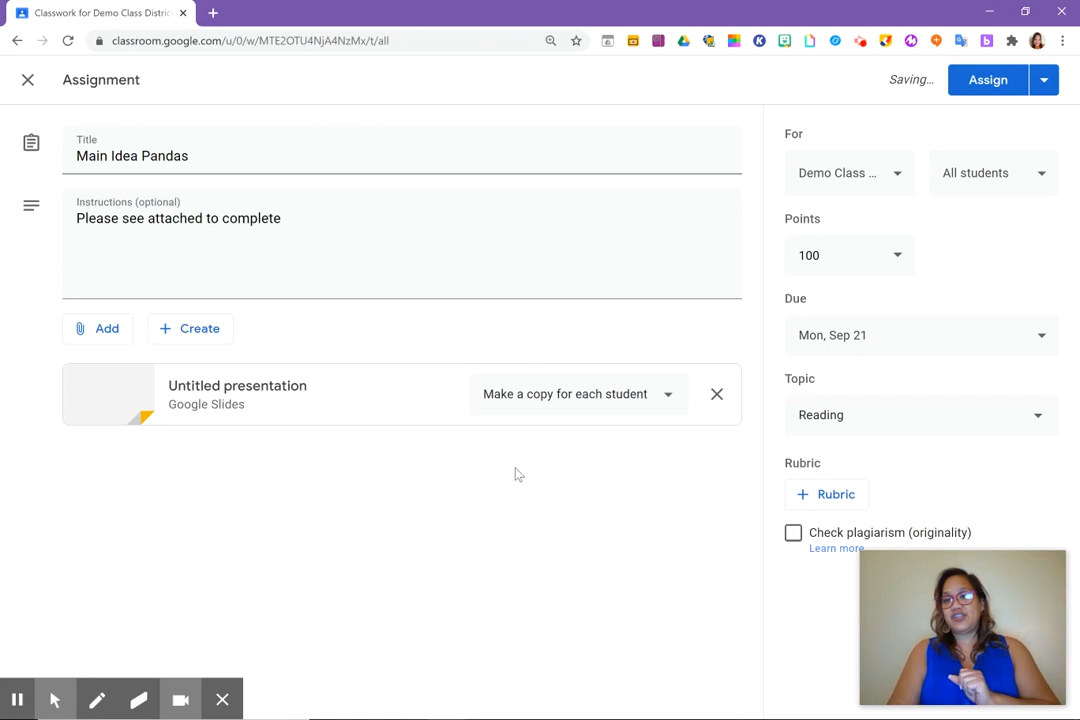 Classwork for Demo Class Distric
classroom.google.com/u/0/w/MTE2OTU4NjA4NzMx/t/all
Assignment
Saving...
Assign
Title
Main Idea Pandas
Instructions (optional)
Please see attached to complete
Add
Create
Untitled presentation
Google Slides
Make a copy for each student
For
Demo Class ...
All students
Points
100
Due
Mon, Sep 21
Topic
Reading
Rubric
Rubric
Check plagiarism (originality)
Learn more